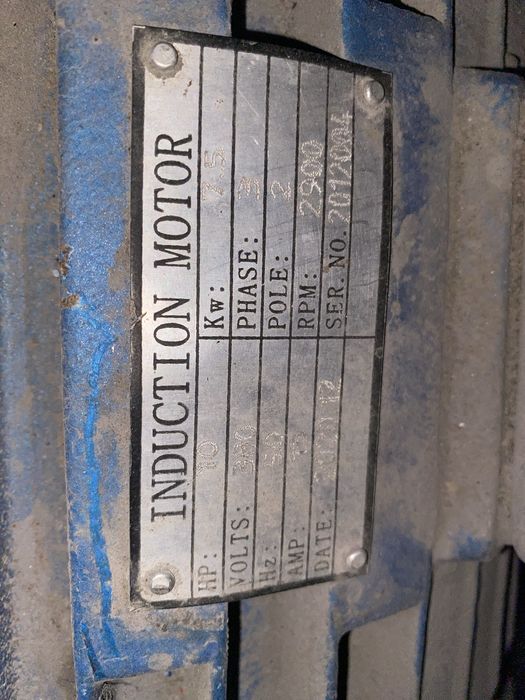 INDUCTION MOTOR
HP: 10 Kw: 7.5
VOLTS: 380 PHASE: 3
Hz: 50 POLE: 2
AMP: RPM: 2900
DATE: SER. NO. 2012004